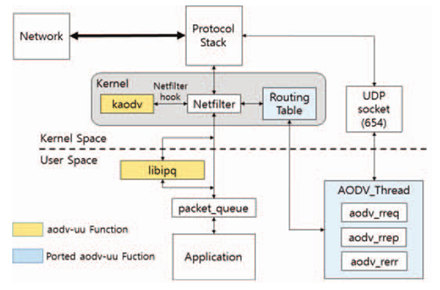 Network
Protocol
Stack
Kernel
kaodv
Netfilter
hook
Netfilter
Routing
Table
UDP
socket
(654)
Kernel Space
User Space
libipq
packet_queue
Application
AODV_Thread
aodv_rreq
aodv_rrep
aodv_rerr
aodv-uu Function
Ported aodv-uu Fuction